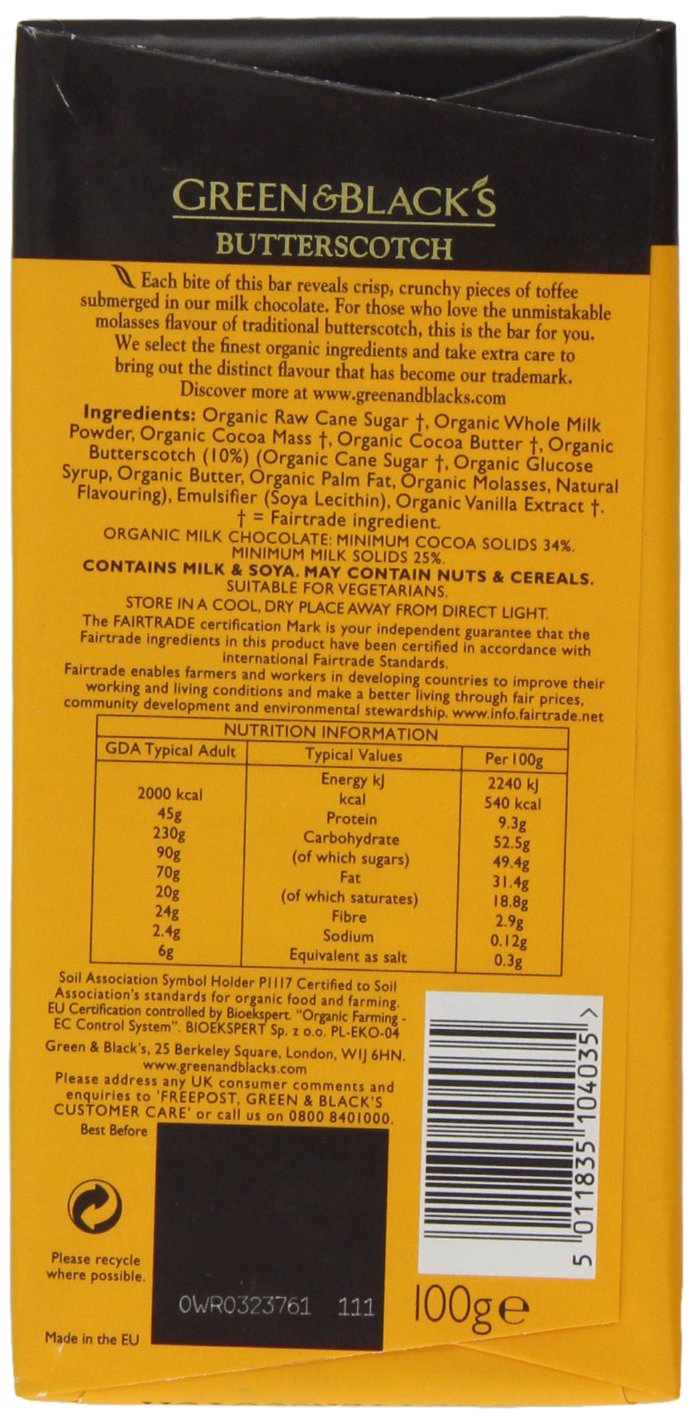 GREEN&BLACK'S
BUTTERSCOTCH
Each bite of this bar reveals crisp, crunchy pieces of toffee
submerged in our milk chocolate. For those who love the unmistakable
molasses flavour of traditional butterscotch, this is the bar for you.
We select the finest organic ingredients and take extra care to
bring out the distinct flavour that has become our trademark.
Discover more at www.greenandblacks.com
Ingredients: Organic Raw Cane Sugar †, Organic Whole Milk
Powder, Organic Cocoa Mass †, Organic Cocoa Butter †, Organic
Butterscotch (10%) (Organic Cane Sugar †, Organic Glucose
Syrup, Organic Butter, Organic Palm Fat, Organic Molasses, Natural
Flavouring), Emulsifier (Soya Lecithin), Organic Vanilla Extract †.
† = Fairtrade ingredient.
ORGANIC MILK CHOCOLATE: MINIMUM COCOA SOLIDS 34%.
MINIMUM MILK SOLIDS 25%.
CONTAINS MILK & SOYA. MAY CONTAIN NUTS & CEREALS.
SUITABLE FOR VEGETARIANS.
STORE IN A COOL, DRY PLACE AWAY FROM DIRECT LIGHT.
The FAIRTRADE certification Mark is your independent guarantee that the
Fairtrade ingredients in this product have been certified in accordance with
international Fairtrade Standards.
Fairtrade enables farmers and workers in developing countries to improve their
working and living conditions and make a better living through fair prices,
community development and environmental stewardship. www.info.fairtrade.net
NUTRITION INFORMATION
GDA Typical Adult Typical Values Per 100g
Energy kJ 2240 kJ
2000 kcal kcal 540 kcal
45g Protein 9.3g
230g Carbohydrate 52.5g
90g (of which sugars) 49.4g
70g Fat 31.4g
20g (of which saturates) 18.8g
24g Fibre 2.9g
2.4g Sodium 0.12g
6g Equivalent as salt 0.3g
Soil Association Symbol Holder P1117 Certified to Soil
Association's standards for organic food and farming.
EU Certification controlled by Bioekspert. "Organic Farming -
EC Control System". BIOEKSPERT Sp. z o.o. PL-EKO-04
Green & Black's, 25 Berkeley Square, London, W1J 6HN.
www.greenandblacks.com
Please address any UK consumer comments and
enquiries to 'FREEPOST, GREEN & BLACK'S
CUSTOMER CARE' or call us on 0800 8401000.
Best Before
OWR0323761 111
Please recycle
where possible.
Made in the EU
5 011835 104035 >
100g e